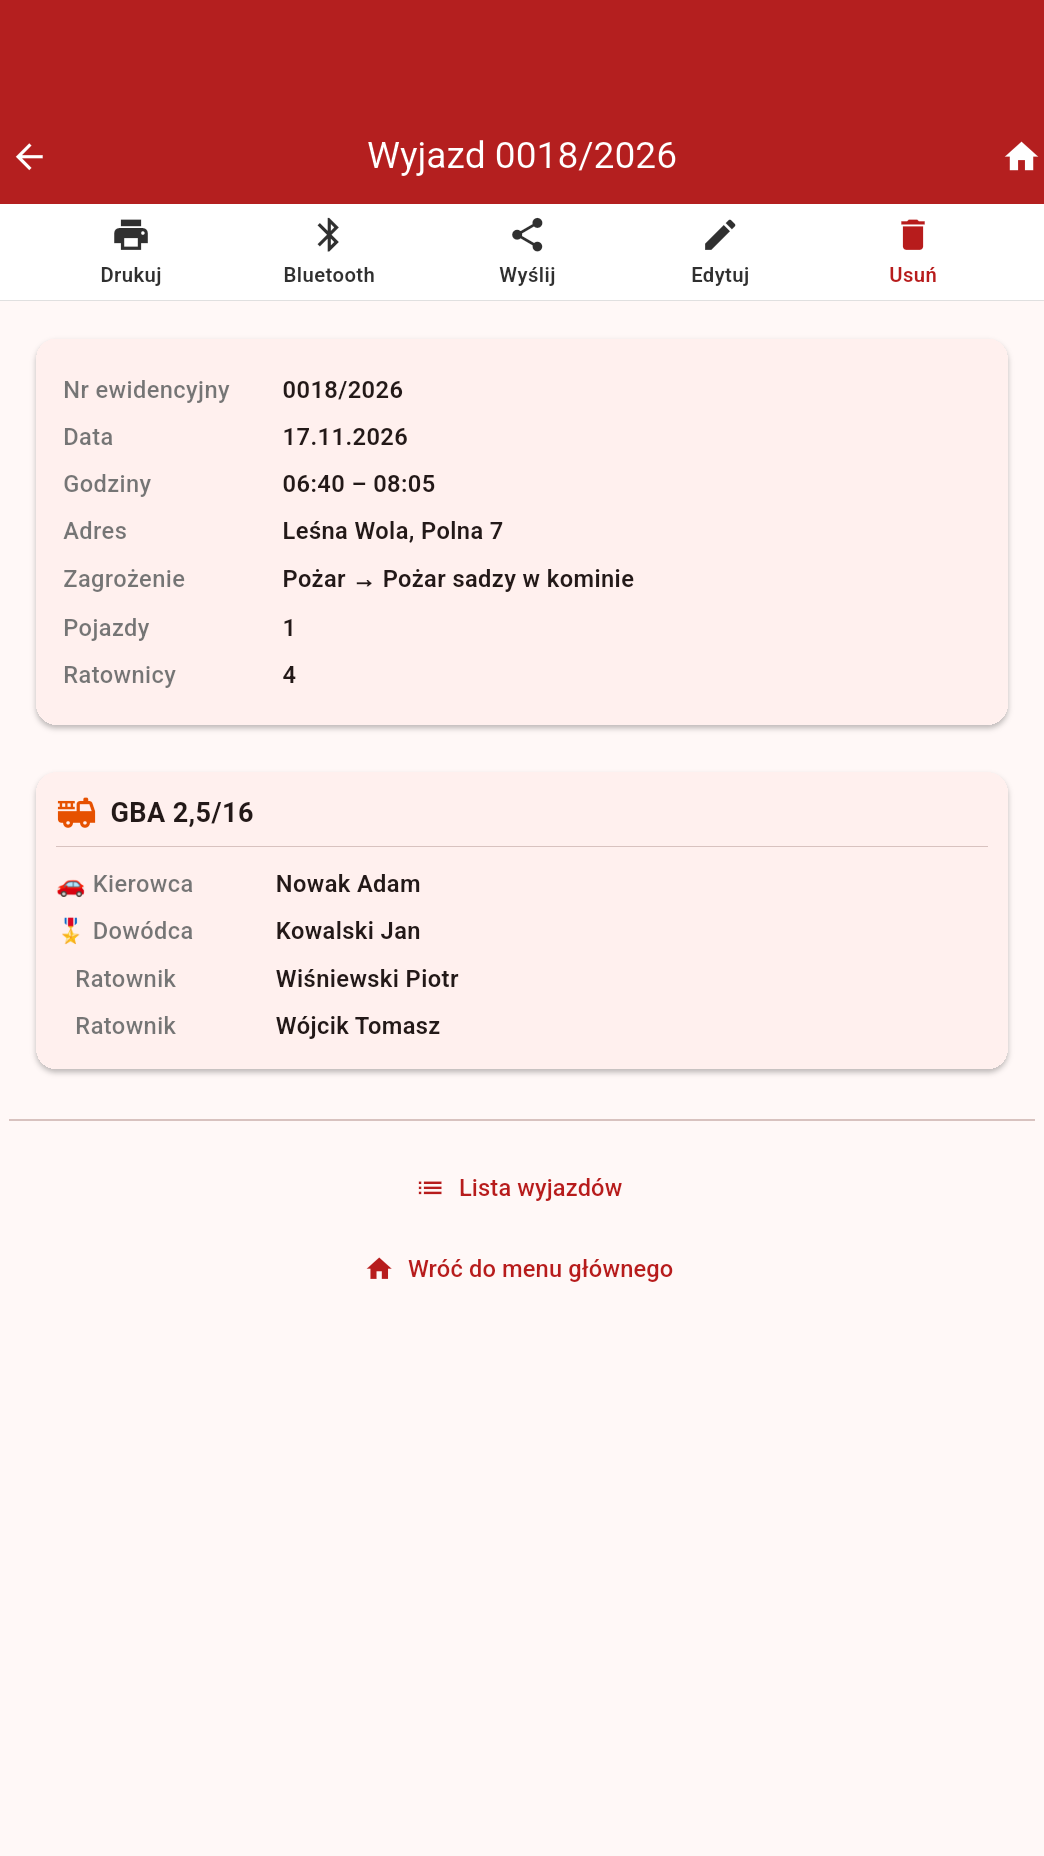 Wyjazd 0018/2026
Drukuj Bluetooth Wyślij Edytuj Usuń
Nr ewidencyjny 0018/2026
Data 17.11.2026
Godziny 06:40 – 08:05
Adres Leśna Wola, Polna 7
Zagrożenie Pożar → Pożar sadzy w kominie
Pojazdy 1
Ratownicy 4
GBA 2,5/16
Kierowca Nowak Adam
Dowódca Kowalski Jan
Ratownik Wiśniewski Piotr
Ratownik Wójcik Tomasz
Lista wyjazdów
Wróć do menu głównego